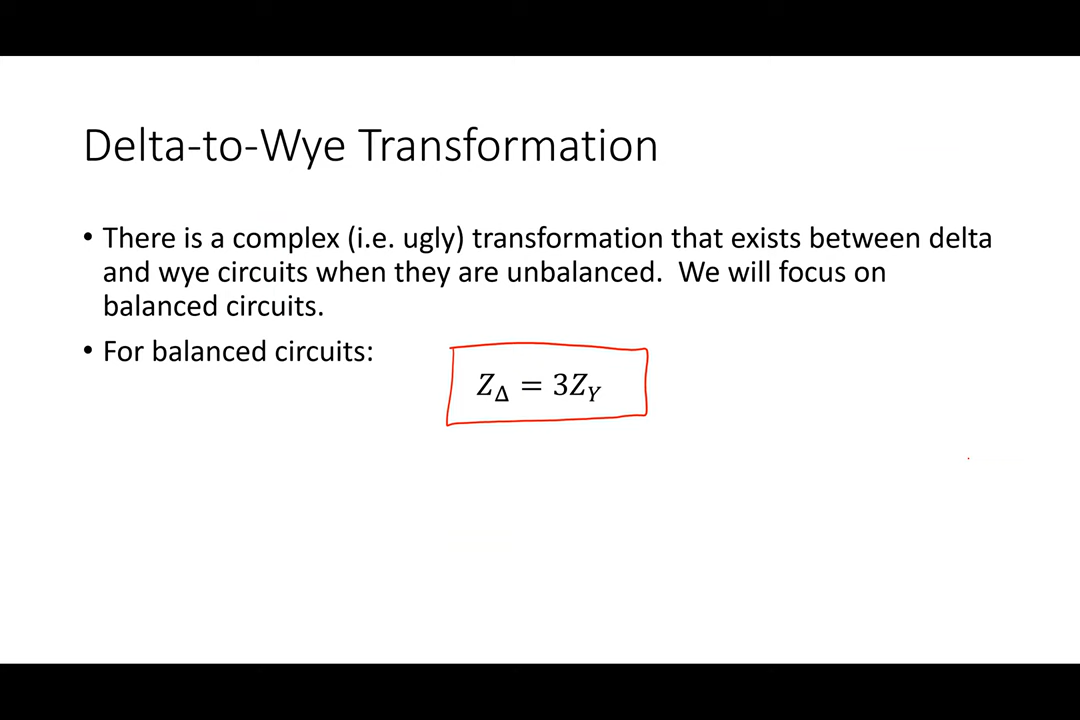 Delta-to-Wye Transformation
• There is a complex (i.e. ugly) transformation that exists between delta
and wye circuits when they are unbalanced.  We will focus on
balanced circuits.
• For balanced circuits:
Z_Δ = 3Z_Y